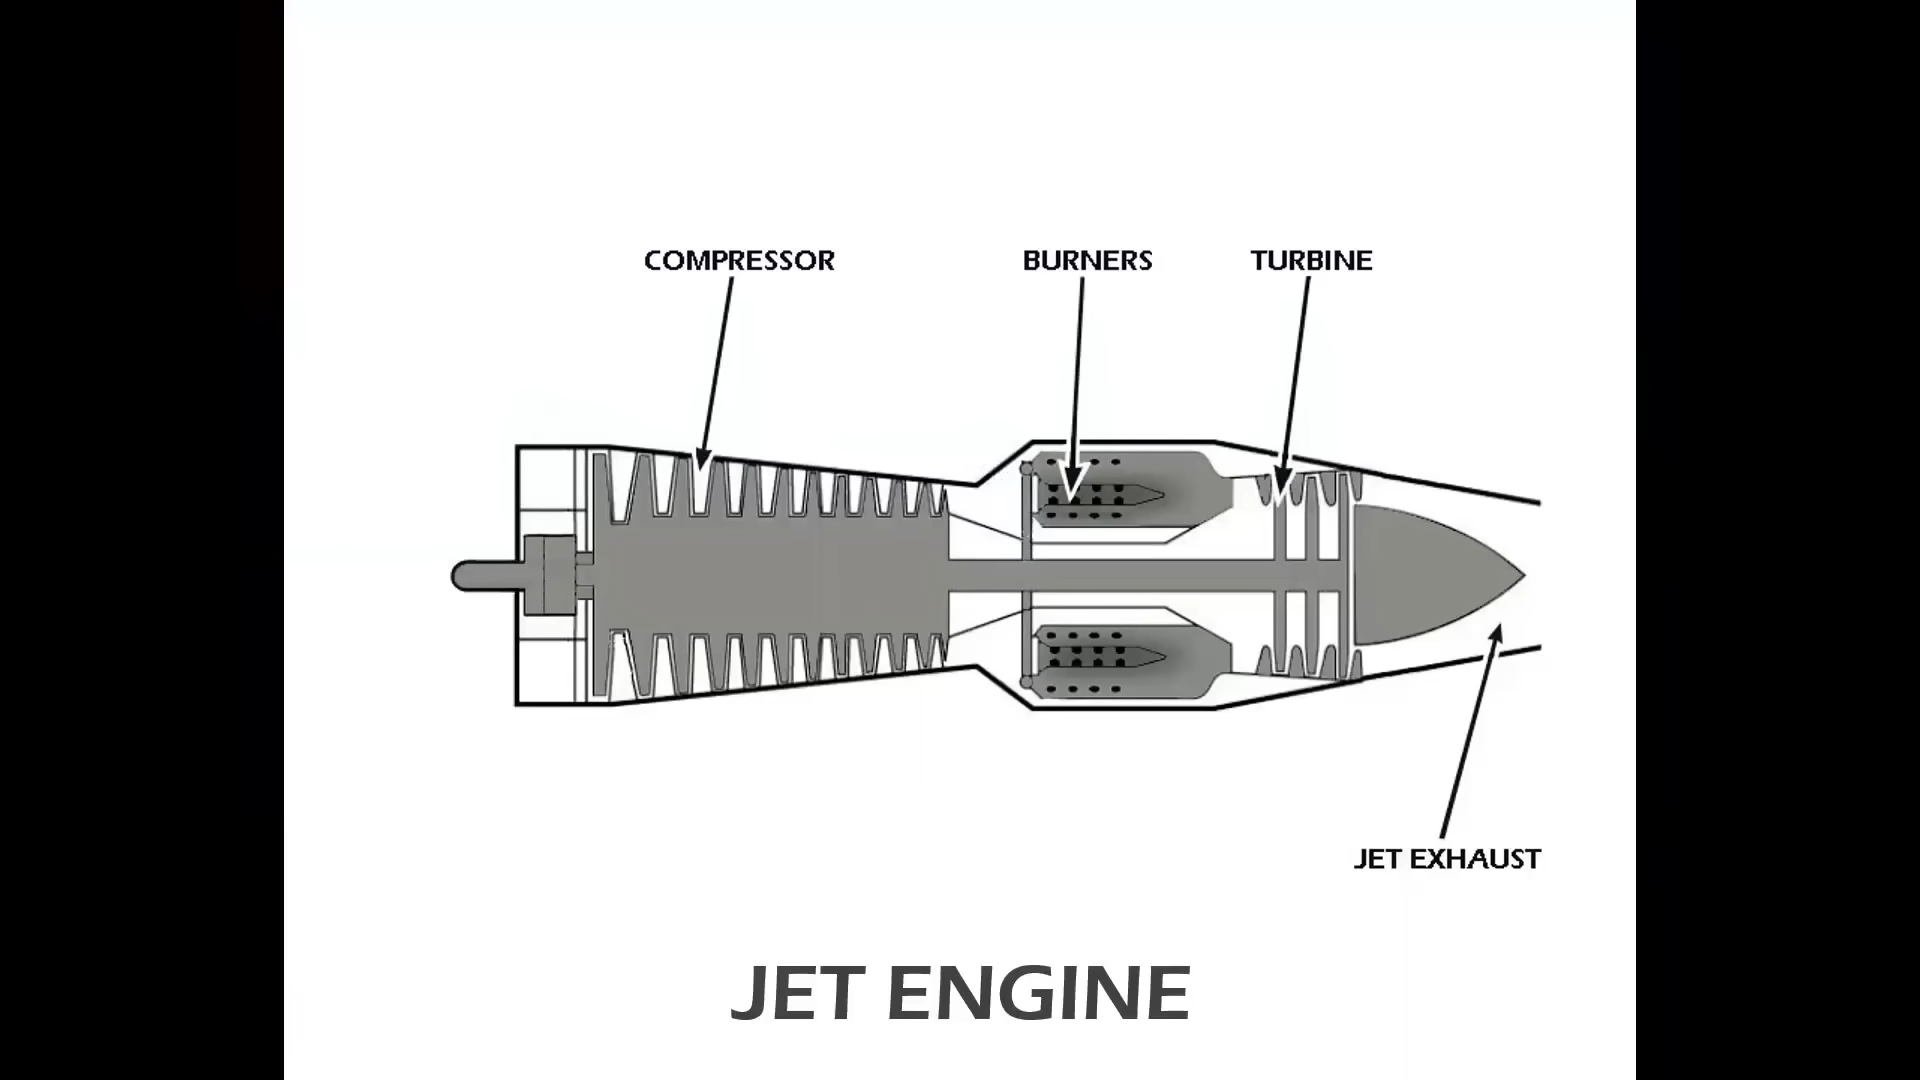 COMPRESSOR
BURNERS
TURBINE
JET EXHAUST
JET ENGINE